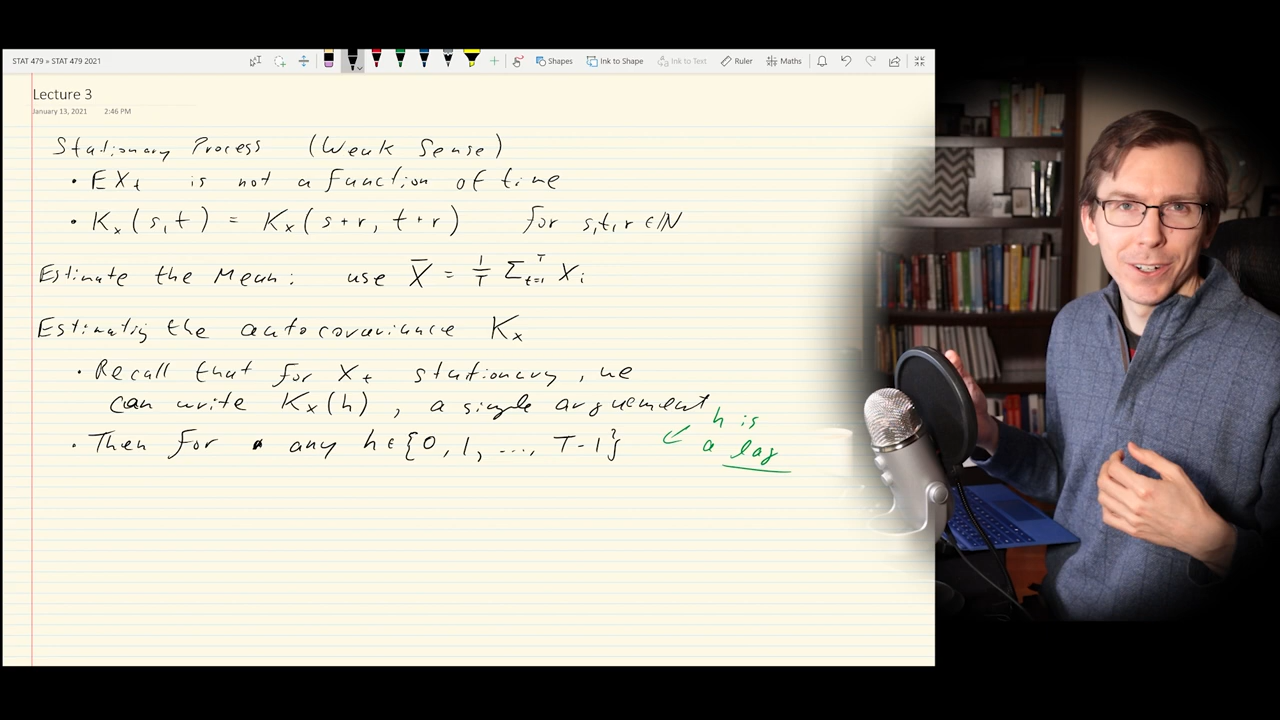 STAT 479 » STAT 479 2021
Shapes
Ink to Shape
Ink to Text
Ruler
Maths
Lecture 3
January 13, 2021 2:46 PM
Stationary Process (Weak Sense)
• EXₜ is not a function of time
• Kₓ(s,t) = Kₓ(s+r, t+r) for s,t,r ∈ ℕ
Estimate the Mean: use X̄ = 1/T Σₜ₌₁ᵀ Xᵢ
Estimating the autocovariance Kₓ
• Recall that for Xₜ stationary, we
can write Kₓ(h), a single arguement
• Then for any h ∈ {0, 1, ..., T-1}
h is
a lag